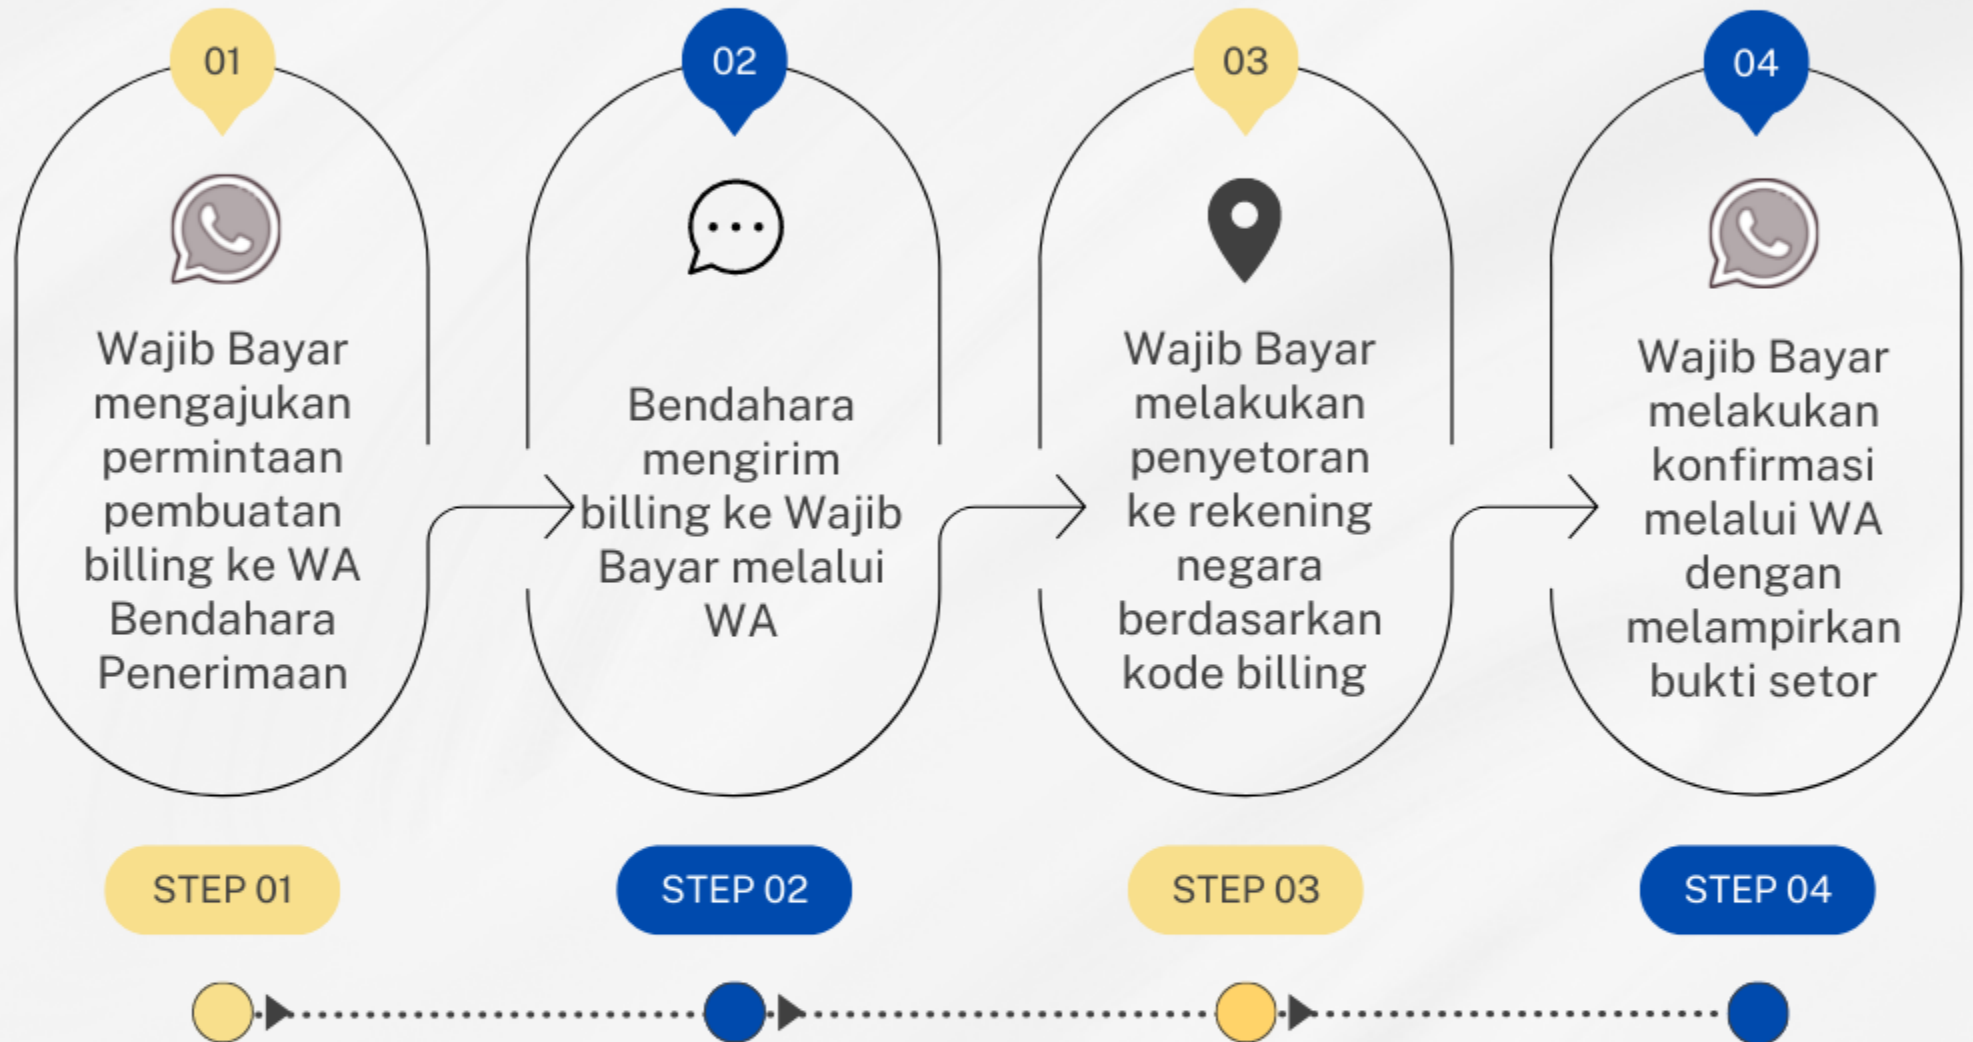 01
Wajib Bayar
mengajukan
permintaan
pembuatan
billing ke WA
Bendahara
Penerimaan
STEP 01
02
Bendahara
mengirim
billing ke Wajib
Bayar melalui
WA
STEP 02
03
Wajib Bayar
melakukan
penyetoran
ke rekening
negara
berdasarkan
kode billing
STEP 03
04
Wajib Bayar
melakukan
konfirmasi
melalui WA
dengan
melampirkan
bukti setor
STEP 04